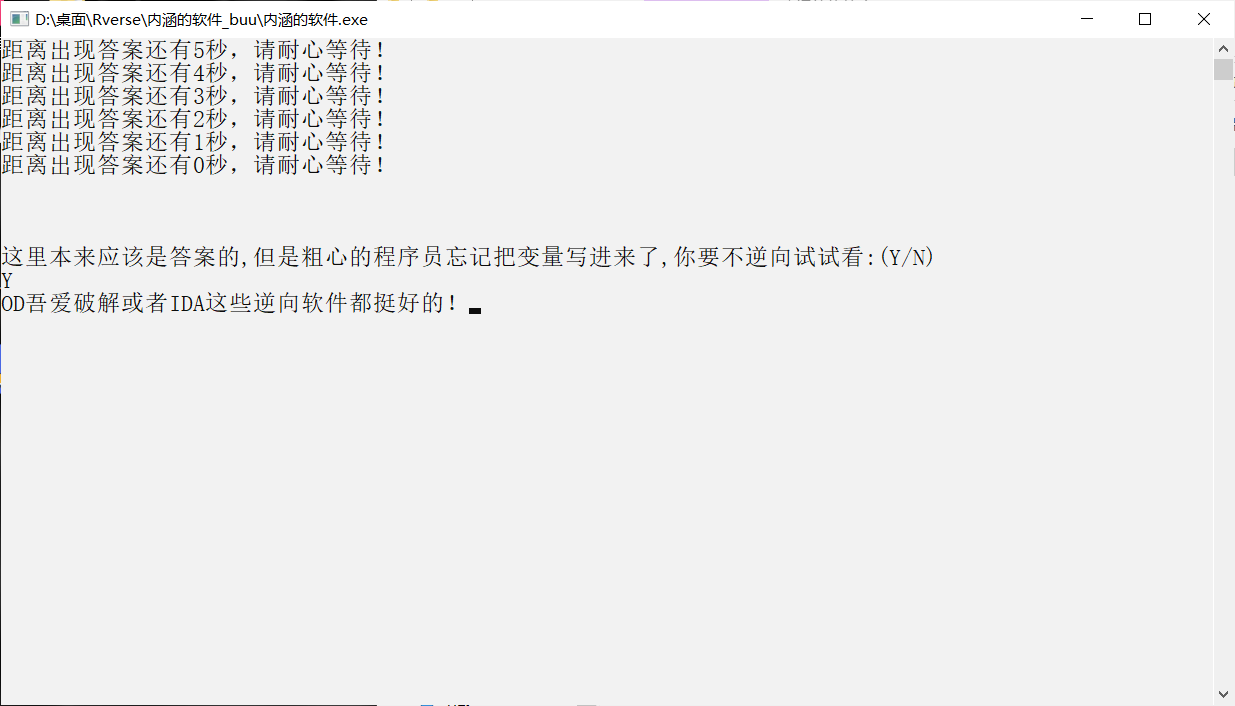 D:\桌面\Rverse\内涵的软件_buu\内涵的软件.exe
距离出现答案还有5秒，请耐心等待！
距离出现答案还有4秒，请耐心等待！
距离出现答案还有3秒，请耐心等待！
距离出现答案还有2秒，请耐心等待！
距离出现答案还有1秒，请耐心等待！
距离出现答案还有0秒，请耐心等待！
这里本来应该是答案的,但是粗心的程序员忘记把变量写进来了,你要不逆向试试看:(Y/N)
Y
OD吾爱破解或者IDA这些逆向软件都挺好的！